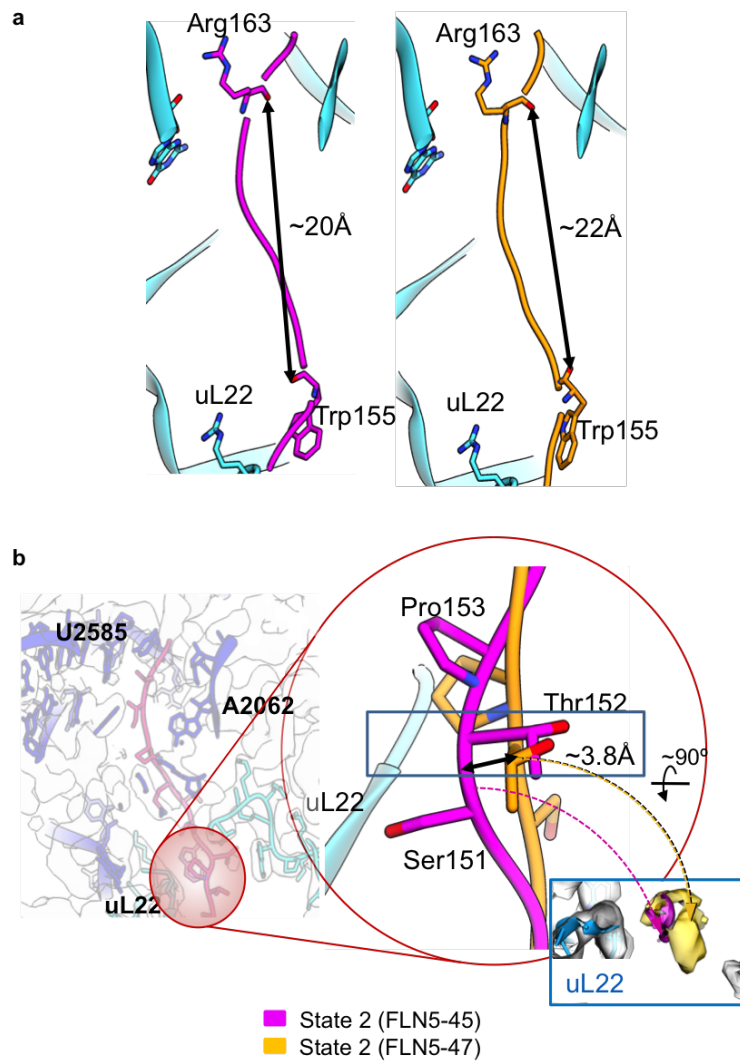 a
Arg163
Arg163
~20Å
~22Å
uL22
Trp155
uL22
Trp155
b
Pro153
U2585
A2062
Thr152
~3.8Å
~90º
uL22
Ser151
uL22
uL22
State 2 (FLN5-45)
State 2 (FLN5-47)